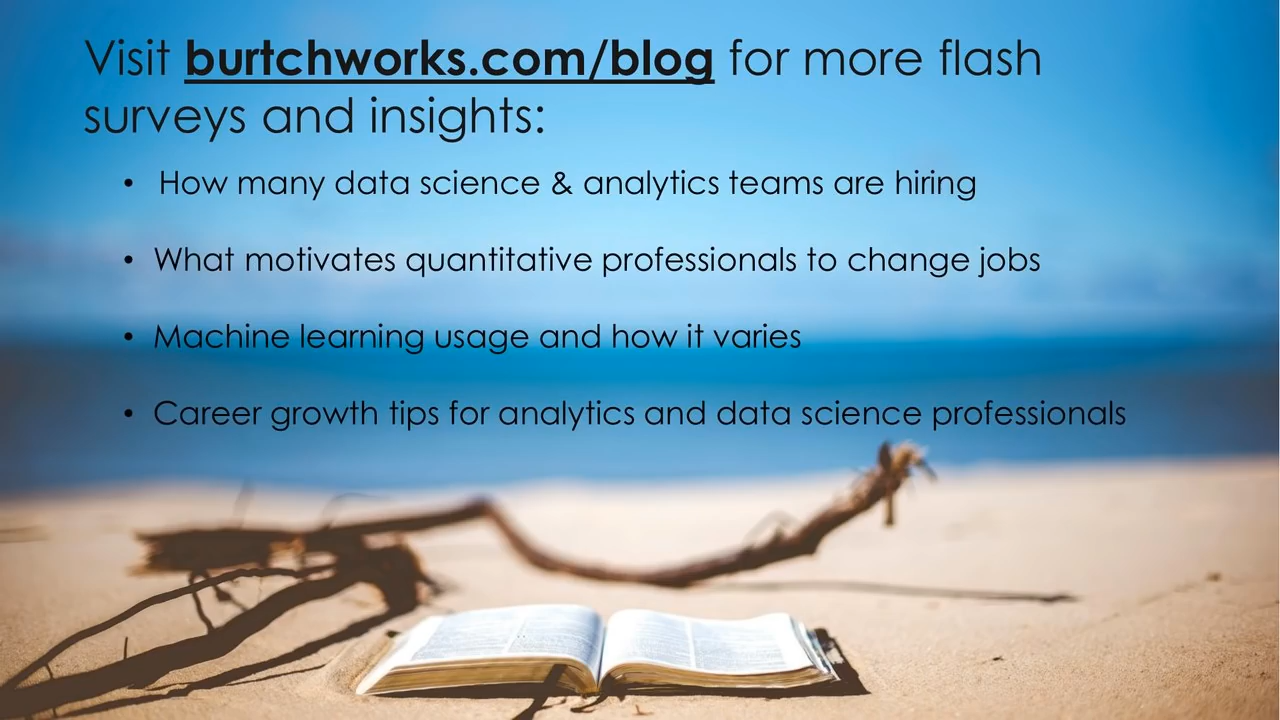 Visit burtchworks.com/blog for more flash
surveys and insights:
• How many data science & analytics teams are hiring
• What motivates quantitative professionals to change jobs
• Machine learning usage and how it varies
• Career growth tips for analytics and data science professionals